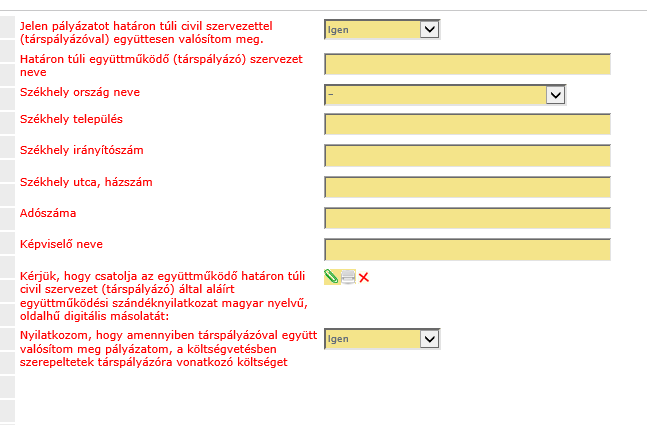 Jelen pályázatot határon túli civil szervezettel
(társpályázóval) együttesen valósítom meg.
Igen
Határon túli együttműködő (társpályázó) szervezet
neve
Székhely ország neve
–
Székhely település
Székhely irányítószám
Székhely utca, házszám
Adószáma
Képviselő neve
Kérjük, hogy csatolja az együttműködő határon túli
civil szervezet (társpályázó) által aláírt
együttműködési szándéknyilatkozat magyar nyelvű,
oldalhű digitális másolatát:
Nyilatkozom, hogy amennyiben társpályázóval együtt
valósítom meg pályázatom, a költségvetésben
szerepeltetek társpályázóra vonatkozó költséget
Igen